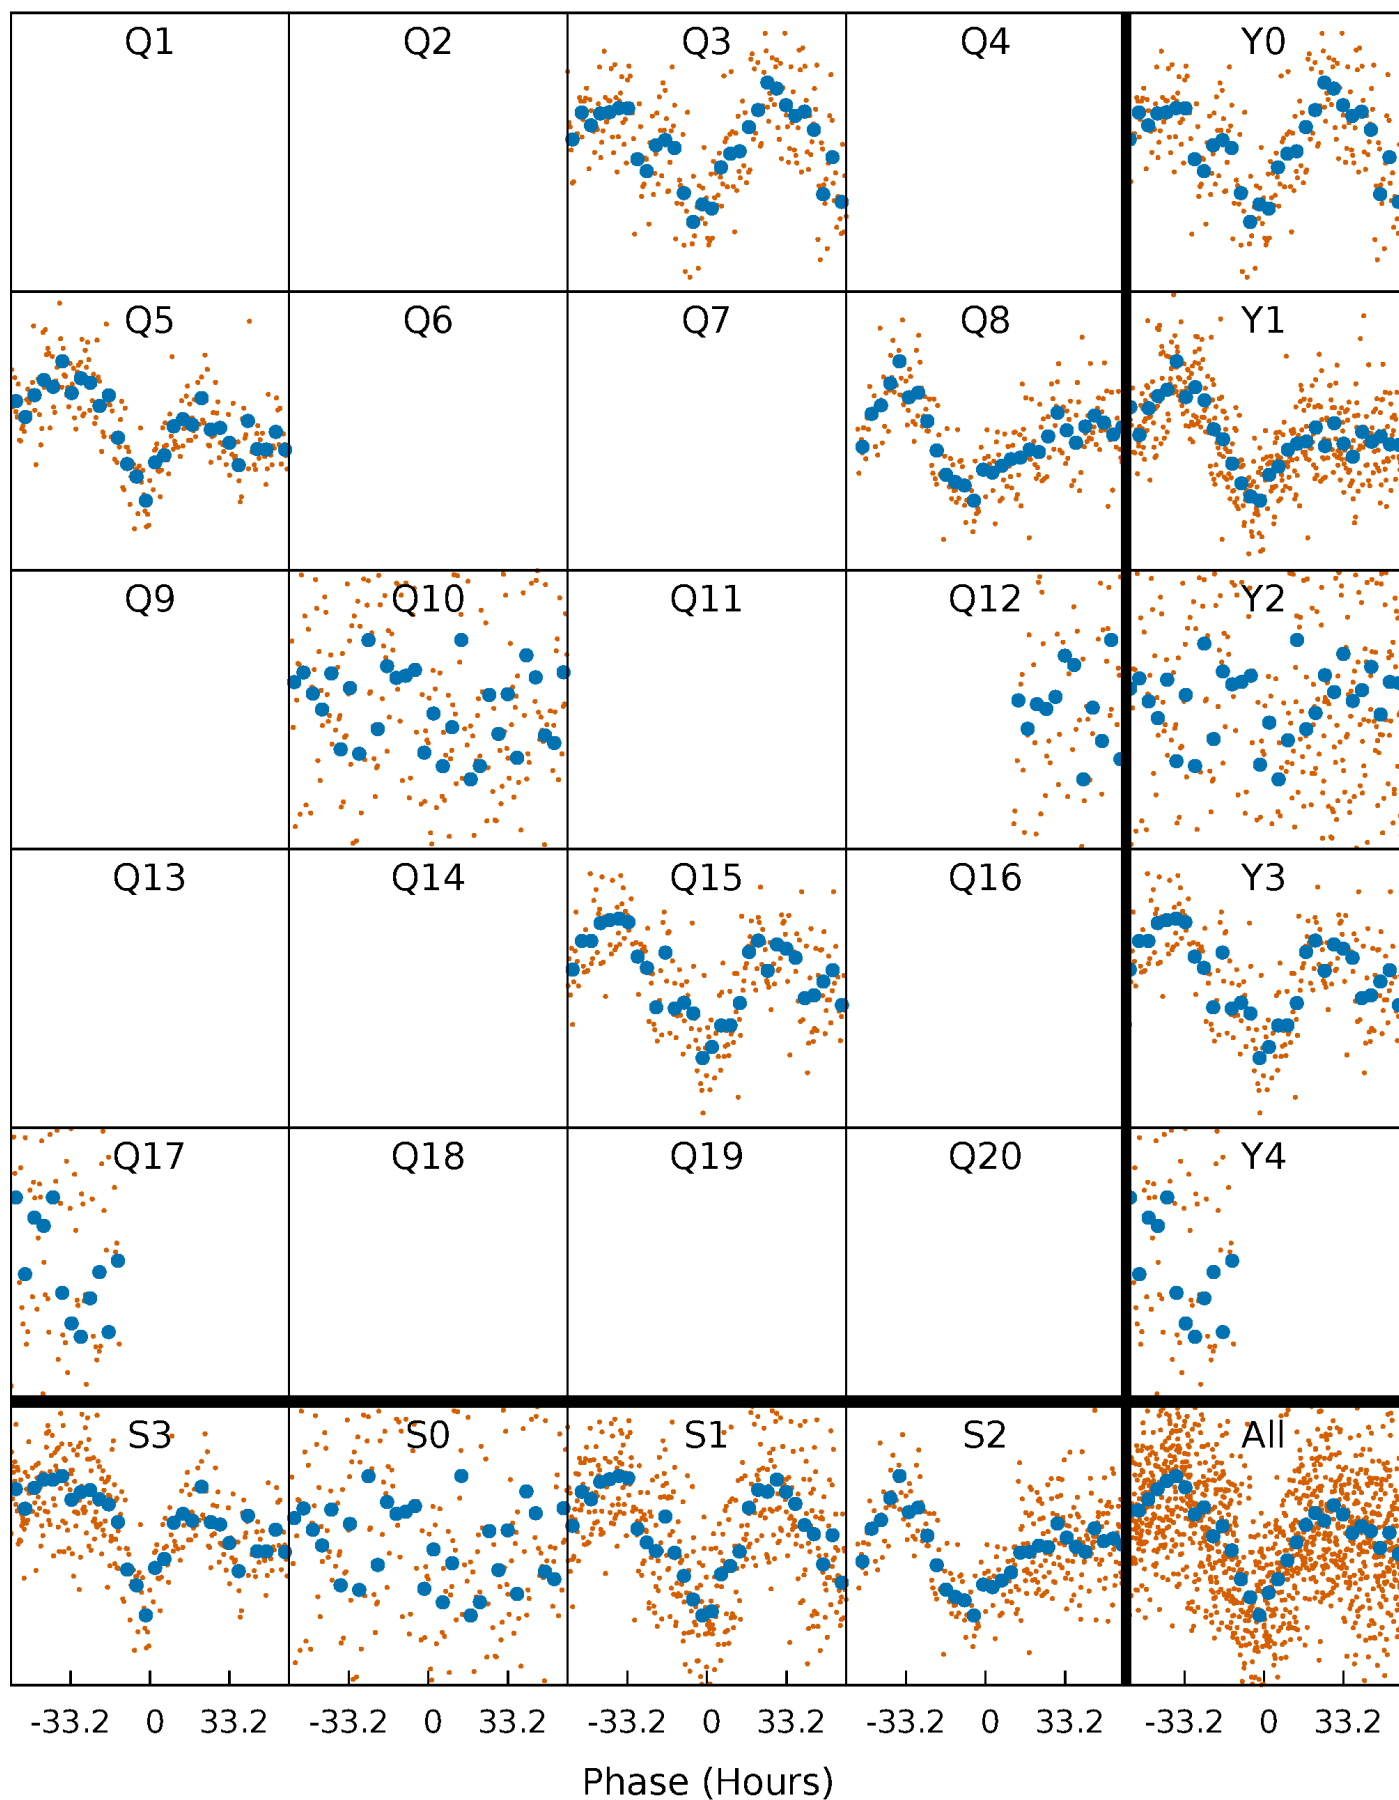 Q1 Q2 Q3 Q4 Y0
Q5 Q6 Q7 Q8 Y1
Q9 Q10 Q11 Q12 Y2
Q13 Q14 Q15 Q16 Y3
Q17 Q18 Q19 Q20 Y4
S3 S0 S1 S2 All
-33.2 0 33.2 -33.2 0 33.2 -33.2 0 33.2 -33.2 0 33.2 -33.2 0 33.2
Phase (Hours)